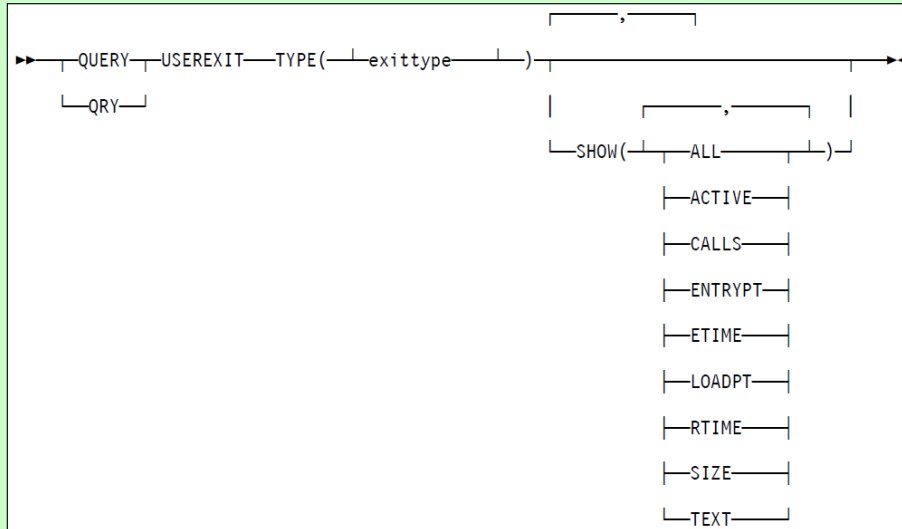 ,
QUERY USEREXIT TYPE( exittype )
QRY
,
SHOW( ALL )
ACTIVE
CALLS
ENTRYPT
ETIME
LOADPT
RTIME
SIZE
TEXT